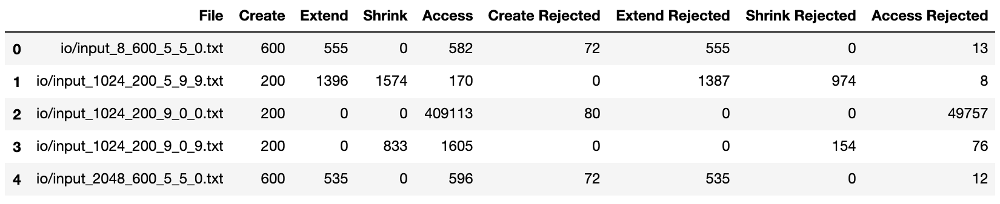 File Create Extend Shrink Access Create Rejected Extend Rejected Shrink Rejected Access Rejected
0 io/input_8_600_5_5_0.txt 600 555 0 582 72 555 0 13
1 io/input_1024_200_5_9_9.txt 200 1396 1574 170 0 1387 974 8
2 io/input_1024_200_9_0_0.txt 200 0 0 409113 80 0 0 49757
3 io/input_1024_200_9_0_9.txt 200 0 833 1605 0 0 154 76
4 io/input_2048_600_5_5_0.txt 600 535 0 596 72 535 0 12